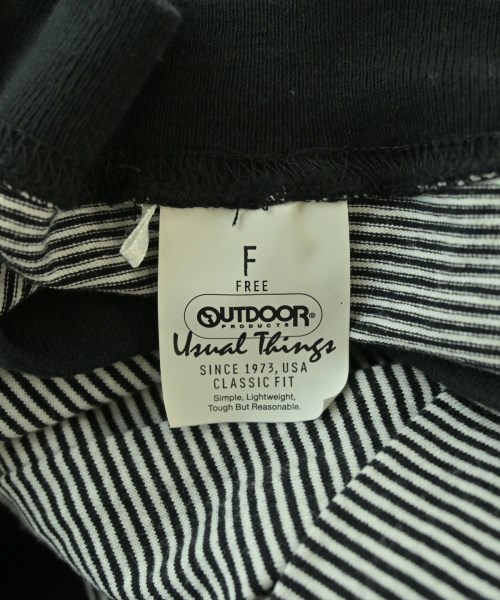 F
FREE
OUTDOOR®
PRODUCTS
Usual Things
SINCE 1973, USA
CLASSIC FIT
Simple, Lightweight,
Tough But Reasonable.